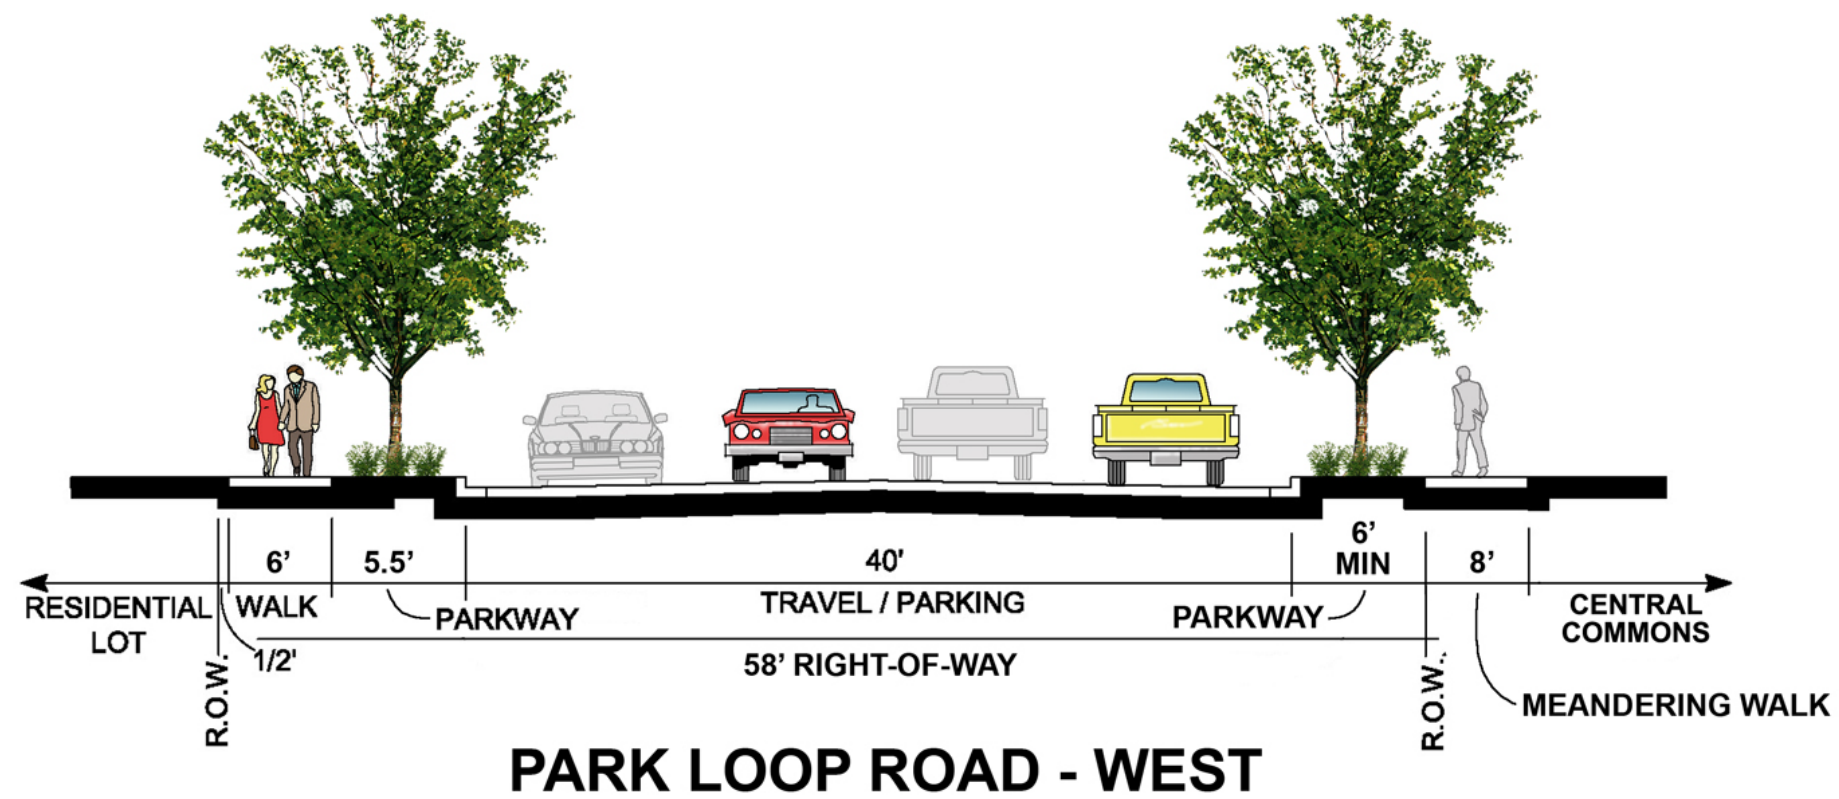 6’ 5.5’ 40' 6’ MIN 8’
RESIDENTIAL LOT
WALK
PARKWAY
TRAVEL / PARKING
PARKWAY
CENTRAL COMMONS
1/2'
58’ RIGHT-OF-WAY
R.O.W.
R.O.W.
MEANDERING WALK
PARK LOOP ROAD - WEST